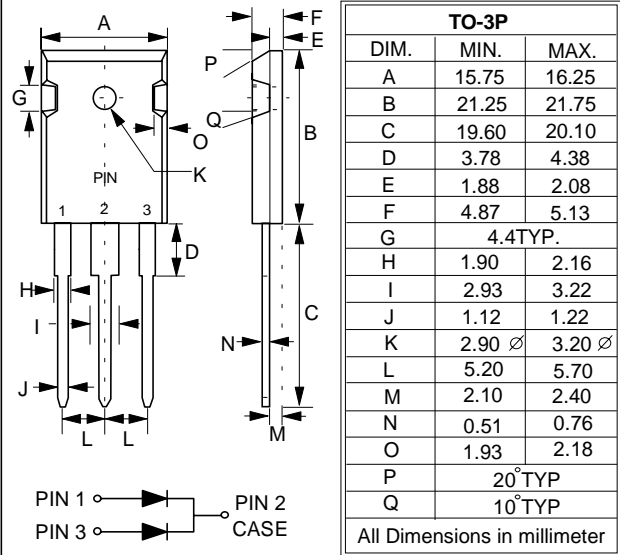 A
F
E
P
G
Q
O
B
K
PIN
1 2 3
D
H
I
C
N
J
L L
M
PIN 1
PIN 2
PIN 3
CASE
TO-3P
DIM. MIN. MAX.
A 15.75 16.25
B 21.25 21.75
C 19.60 20.10
D 3.78 4.38
E 1.88 2.08
F 4.87 5.13
G 4.4TYP.
H 1.90 2.16
I 2.93 3.22
J 1.12 1.22
K 2.90 ∅ 3.20 ∅
L 5.20 5.70
M 2.10 2.40
N 0.51 0.76
O 1.93 2.18
P 20°TYP
Q 10°TYP
All Dimensions in millimeter